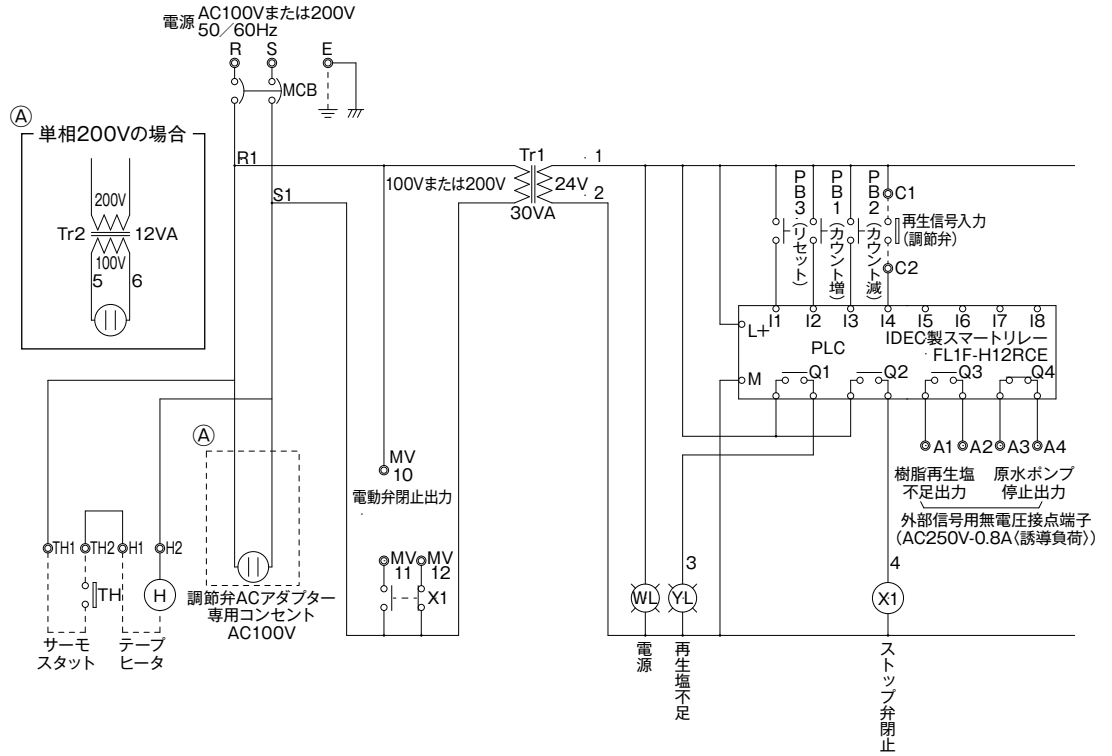 電源 AC100Vまたは200V
50/60Hz
R S E
MCB
Ⓐ
単相200Vの場合
200V
Tr2 12VA
100V
5 6
R1
S1
Tr1
100Vまたは200V 24V
30VA
1
2
PB3(リセット)
PB1(カウント増)
PB2(カウント減)
C1
再生信号入力
(調節弁)
C2
I1 I2 I3 I4 I5 I6 I7 I8
L+
PLC
IDEC製スマートリレー
FL1F-H12RCE
M Q1 Q2 Q3 Q4
A1 A2 A3 A4
樹脂再生塩
不足出力
原水ポンプ
停止出力
外部信号用無電圧接点端子
(AC250V-0.8A〈誘導負荷〉)
Ⓐ
MV
10
電動弁閉止出力
MV
11
MV
12
X1
TH1 TH2 H1 H2
TH
H
サーモ
スタット
テープ
ヒータ
調節弁ACアダプター
専用コンセント
AC100V
3
4
WL YL X1
電源
再生塩不足
ストップ弁閉止